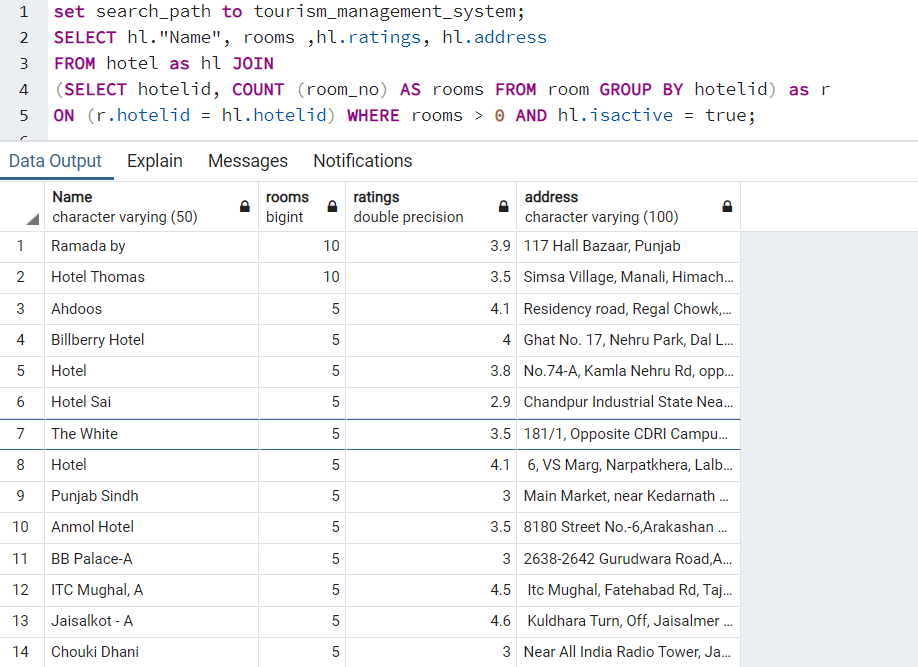 1 set search_path to tourism_management_system;
2 SELECT hl."Name", rooms ,hl.ratings, hl.address
3 FROM hotel as hl JOIN
4 (SELECT hotelid, COUNT (room_no) AS rooms FROM room GROUP BY hotelid) as r
5 ON (r.hotelid = hl.hotelid) WHERE rooms > 0 AND hl.isactive = true;
Data Output Explain Messages Notifications
Name rooms ratings address
character varying (50) bigint double precision character varying (100)
1 Ramada by 10 3.9 117 Hall Bazaar, Punjab
2 Hotel Thomas 10 3.5 Simsa Village, Manali, Himach...
3 Ahdoos 5 4.1 Residency road, Regal Chowk,...
4 Billberry Hotel 5 4 Ghat No. 17, Nehru Park, Dal L...
5 Hotel 5 3.8 No.74-A, Kamla Nehru Rd, opp...
6 Hotel Sai 5 2.9 Chandpur Industrial State Nea...
7 The White 5 3.5 181/1, Opposite CDRI Campu...
8 Hotel 5 4.1 6, VS Marg, Narpatkhera, Lalb...
9 Punjab Sindh 5 3 Main Market, near Kedarnath ...
10 Anmol Hotel 5 3.5 8180 Street No.-6,Arakashan ...
11 BB Palace-A 5 3 2638-2642 Gurudwara Road,A...
12 ITC Mughal, A 5 4.5 Itc Mughal, Fatehabad Rd, Taj...
13 Jaisalkot - A 5 4.6 Kuldhara Turn, Off, Jaisalmer ...
14 Chouki Dhani 5 3 Near All India Radio Tower, Ja...